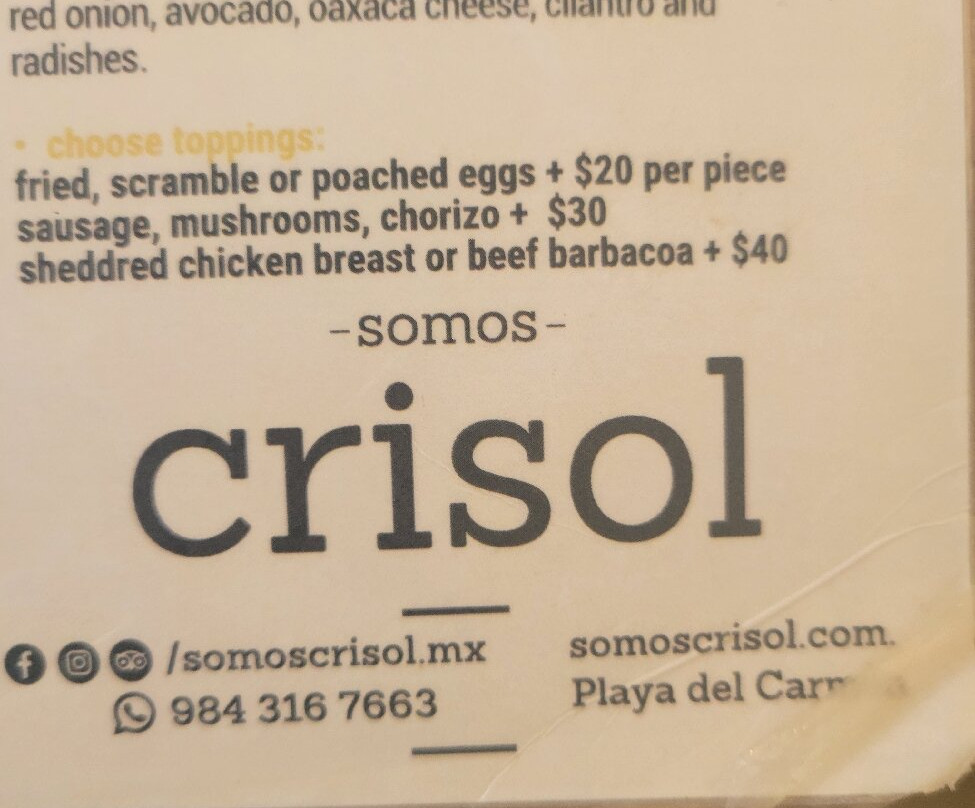 red onion, avocado, oaxaca cheese, cilantro and
radishes.
• choose toppings:
fried, scramble or poached eggs + $20 per piece
sausage, mushrooms, chorizo + $30
sheddred chicken breast or beef barbacoa + $40
-somos-
crisol
/somoscrisol.mx
984 316 7663
somoscrisol.com.
Playa del